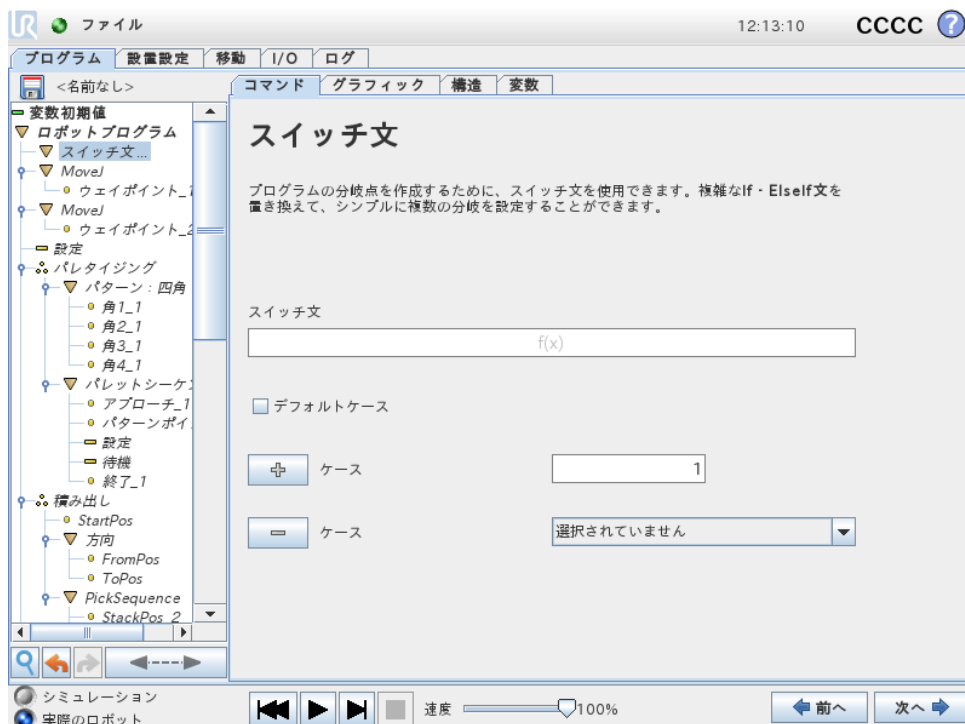 UR ファイル 12:13:10 CCCC ?
プログラム 設置設定 移動 I/O ログ
<名前なし>
コマンド グラフィック 構造 変数
変数初期値
ロボットプログラム
スイッチ文...
MoveJ
ウェイポイント_1
MoveJ
ウェイポイント_2
設定
パレタイジング
パターン：四角
角1_1
角2_1
角3_1
角4_1
パレットシーケン
アプローチ_1
パターンポイ
設定
待機
終了_1
積み出し
StartPos
方向
FromPos
ToPos
PickSequence
StackPos_2
スイッチ文
プログラムの分岐点を作成するために、スイッチ文を使用できます。複雑なIf・ElseIf文を
置き換えて、シンプルに複数の分岐を設定することができます。
スイッチ文
f(x)
デフォルトケース
ケース 1
ケース 選択されていません
シミュレーション
実際のロボット
速度 100%
前へ 次へ